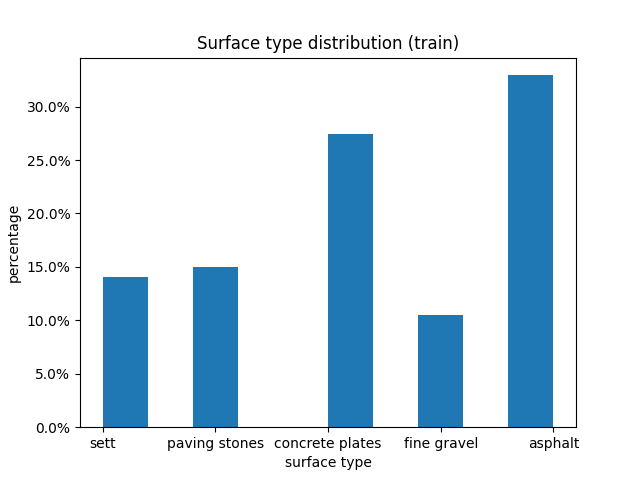 Surface type distribution (train)
30.0%
25.0%
20.0%
15.0%
10.0%
5.0%
0.0%
percentage
sett paving stones concrete plates fine gravel asphalt
surface type